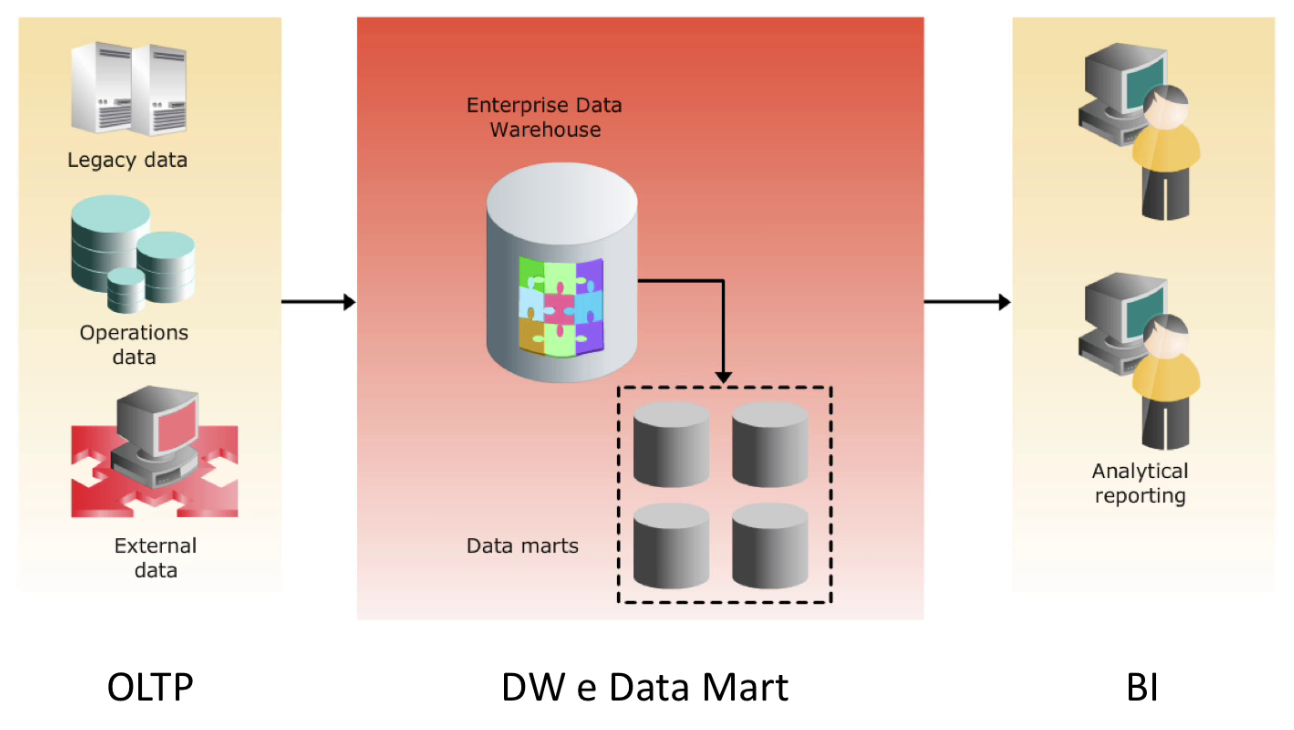 Legacy data
Operations
data
External
data
Enterprise Data
Warehouse
Data marts
Analytical
reporting
OLTP
DW e Data Mart
BI